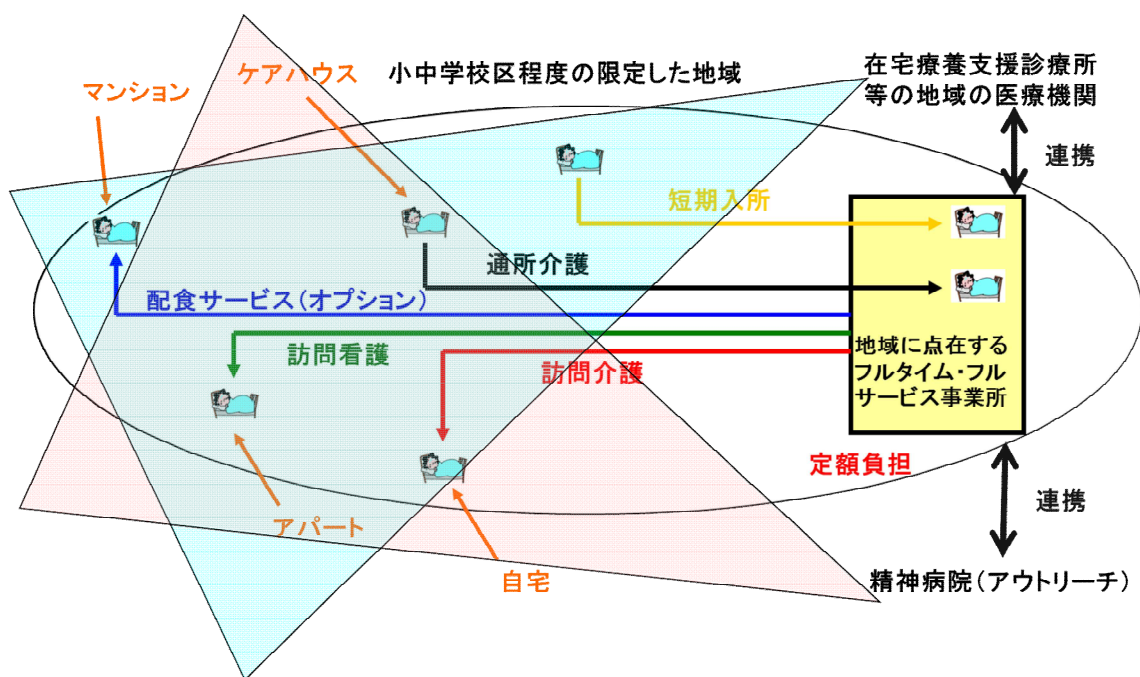 ケアハウス
小中学校区程度の限定した地域
在宅療養支援診療所
等の地域の医療機関
マンション
連携
短期入所
通所介護
配食サービス(オプション)
訪問看護
訪問介護
地域に点在する
フルタイム・フル
サービス事業所
定額負担
連携
アパート
自宅
精神病院(アウトリーチ)